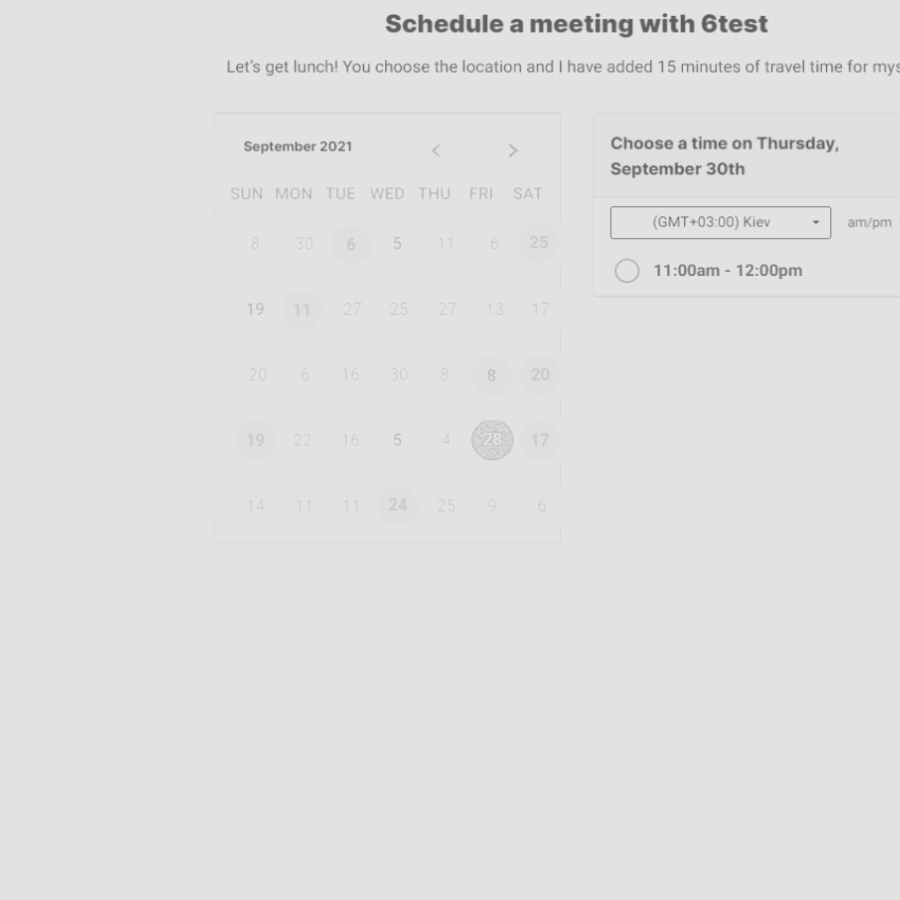 Schedule a meeting with 6test
Let's get lunch! You choose the location and I have added 15 minutes of travel time for mys
September 2021
SUN MON TUE WED THU FRI SAT
8 30 6 5 11 6 25
19 11 27 25 27 13 17
20 6 16 30 8 8 20
19 22 16 5 4 28 17
14 11 11 24 25 9 6
Choose a time on Thursday,
September 30th
(GMT+03:00) Kiev am/pm
11:00am - 12:00pm